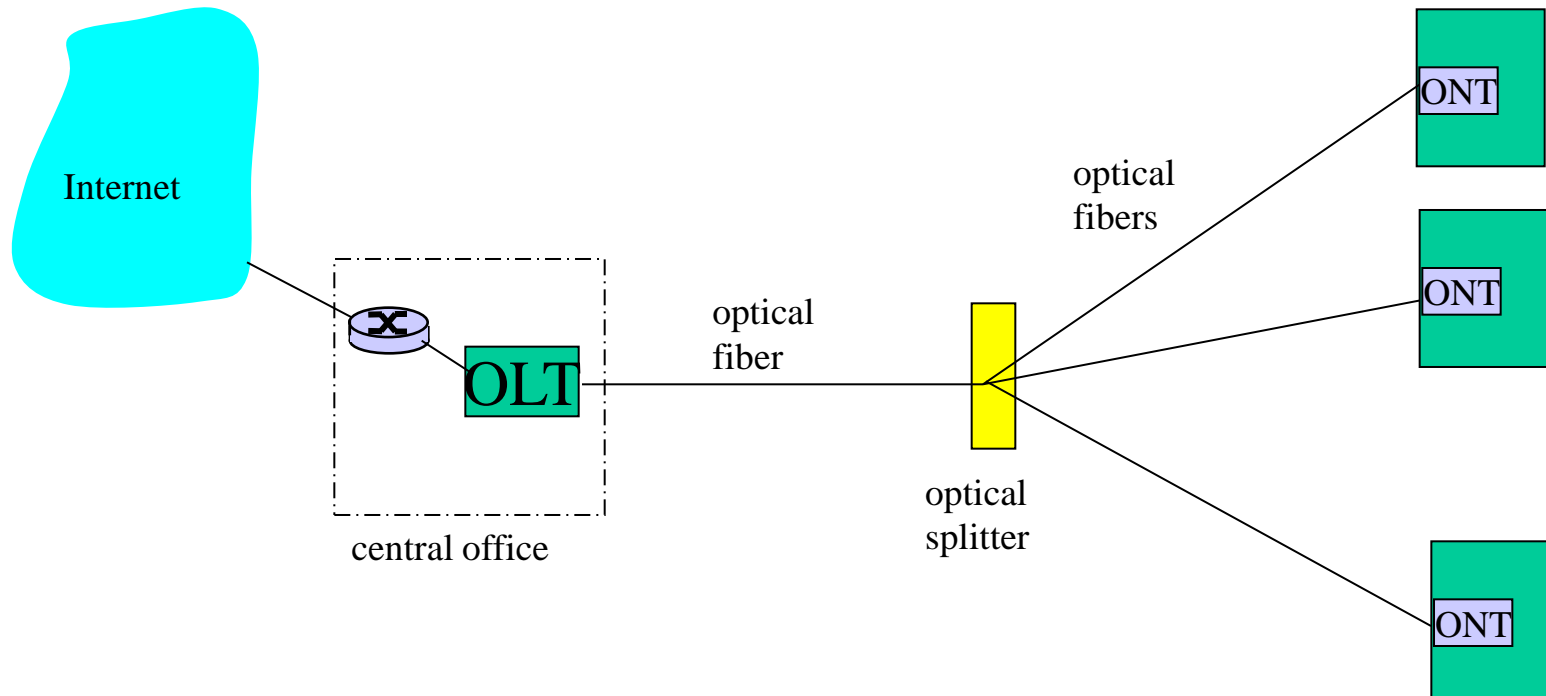 Internet
OLT
central office
optical
fiber
optical
splitter
optical
fibers
ONT
ONT
ONT